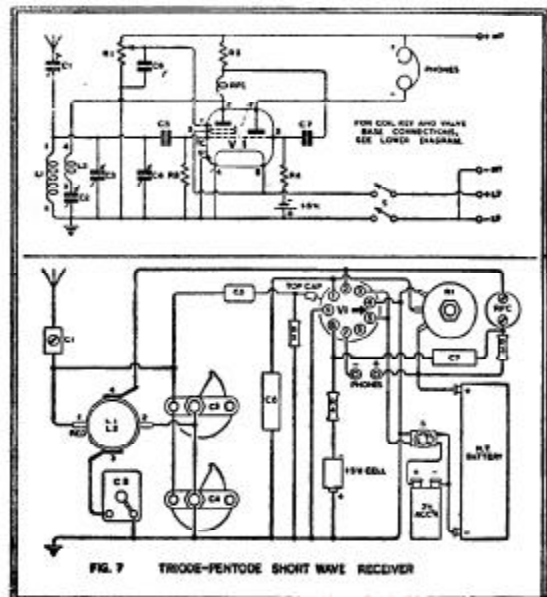 C1
R1
C6
R3
RFC
PHONES
+ HT
C5
V 1
C7
FOR COIL KEY AND VALVE
BASE CONNECTIONS,
SEE LOWER DIAGRAM.
L1
L2
C2
C3
C4
R2
R4
1·5V
S
- HT
+ LT
- LT
C1
C5
TOP CAP
V1
R1
RFC
C7
PHONES
L1
L2
RED
C3
C6
C4
1·5V CELL
S
H.T.
BATTERY
2V
ACC'R
FIG. 7 TRIODE-PENTODE SHORT WAVE RECEIVER